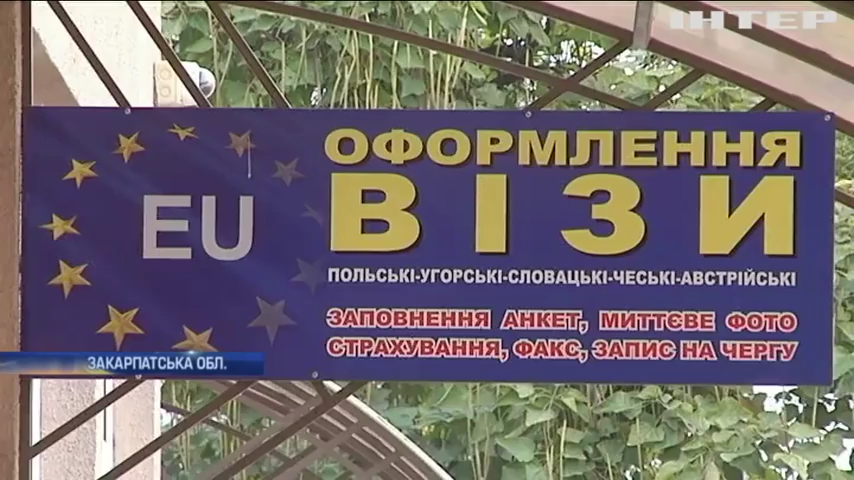 ІНТЕР
EU
ОФОРМЛЕННЯ
ВІЗИ
ПОЛЬСЬКІ-УГОРСЬКІ-СЛОВАЦЬКІ-ЧЕСЬКІ-АВСТРІЙСЬКІ
ЗАПОВНЕННЯ АНКЕТ, МИТТЄВЕ ФОТО
СТРАХУВАННЯ, ФАКС, ЗАПИС НА ЧЕРГУ
ЗАКАРПАТСЬКА ОБЛ.